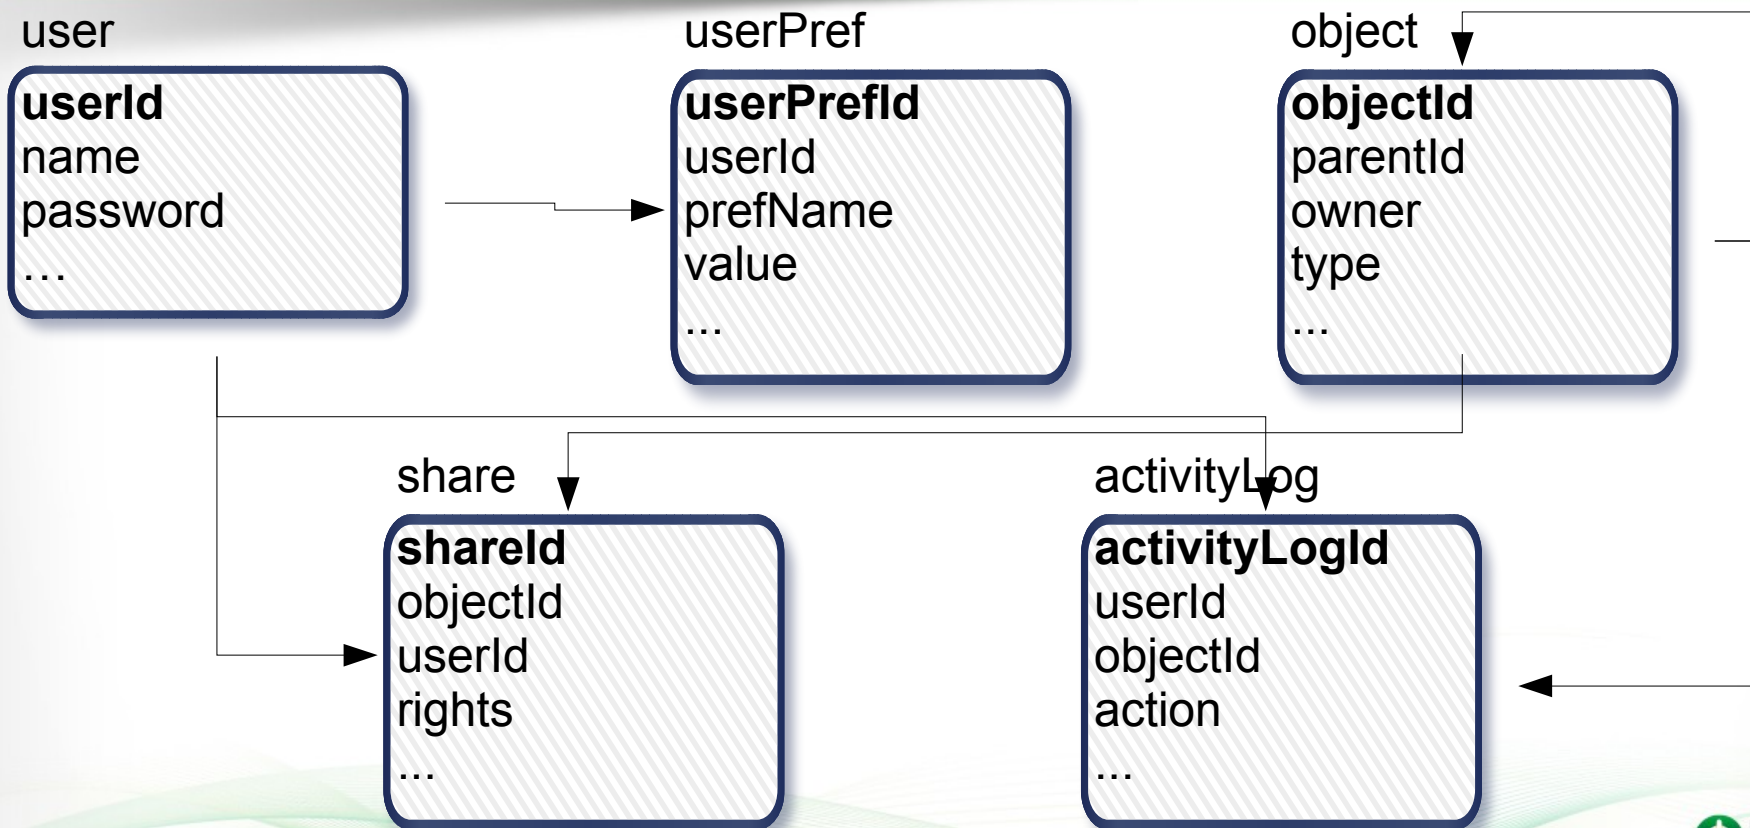 user
userId
name
password
…
userPref
userPrefId
userId
prefName
value
...
object
objectId
parentId
owner
type
...
share
shareId
objectId
userId
rights
...
activityLog
activityLogId
userId
objectId
action
...